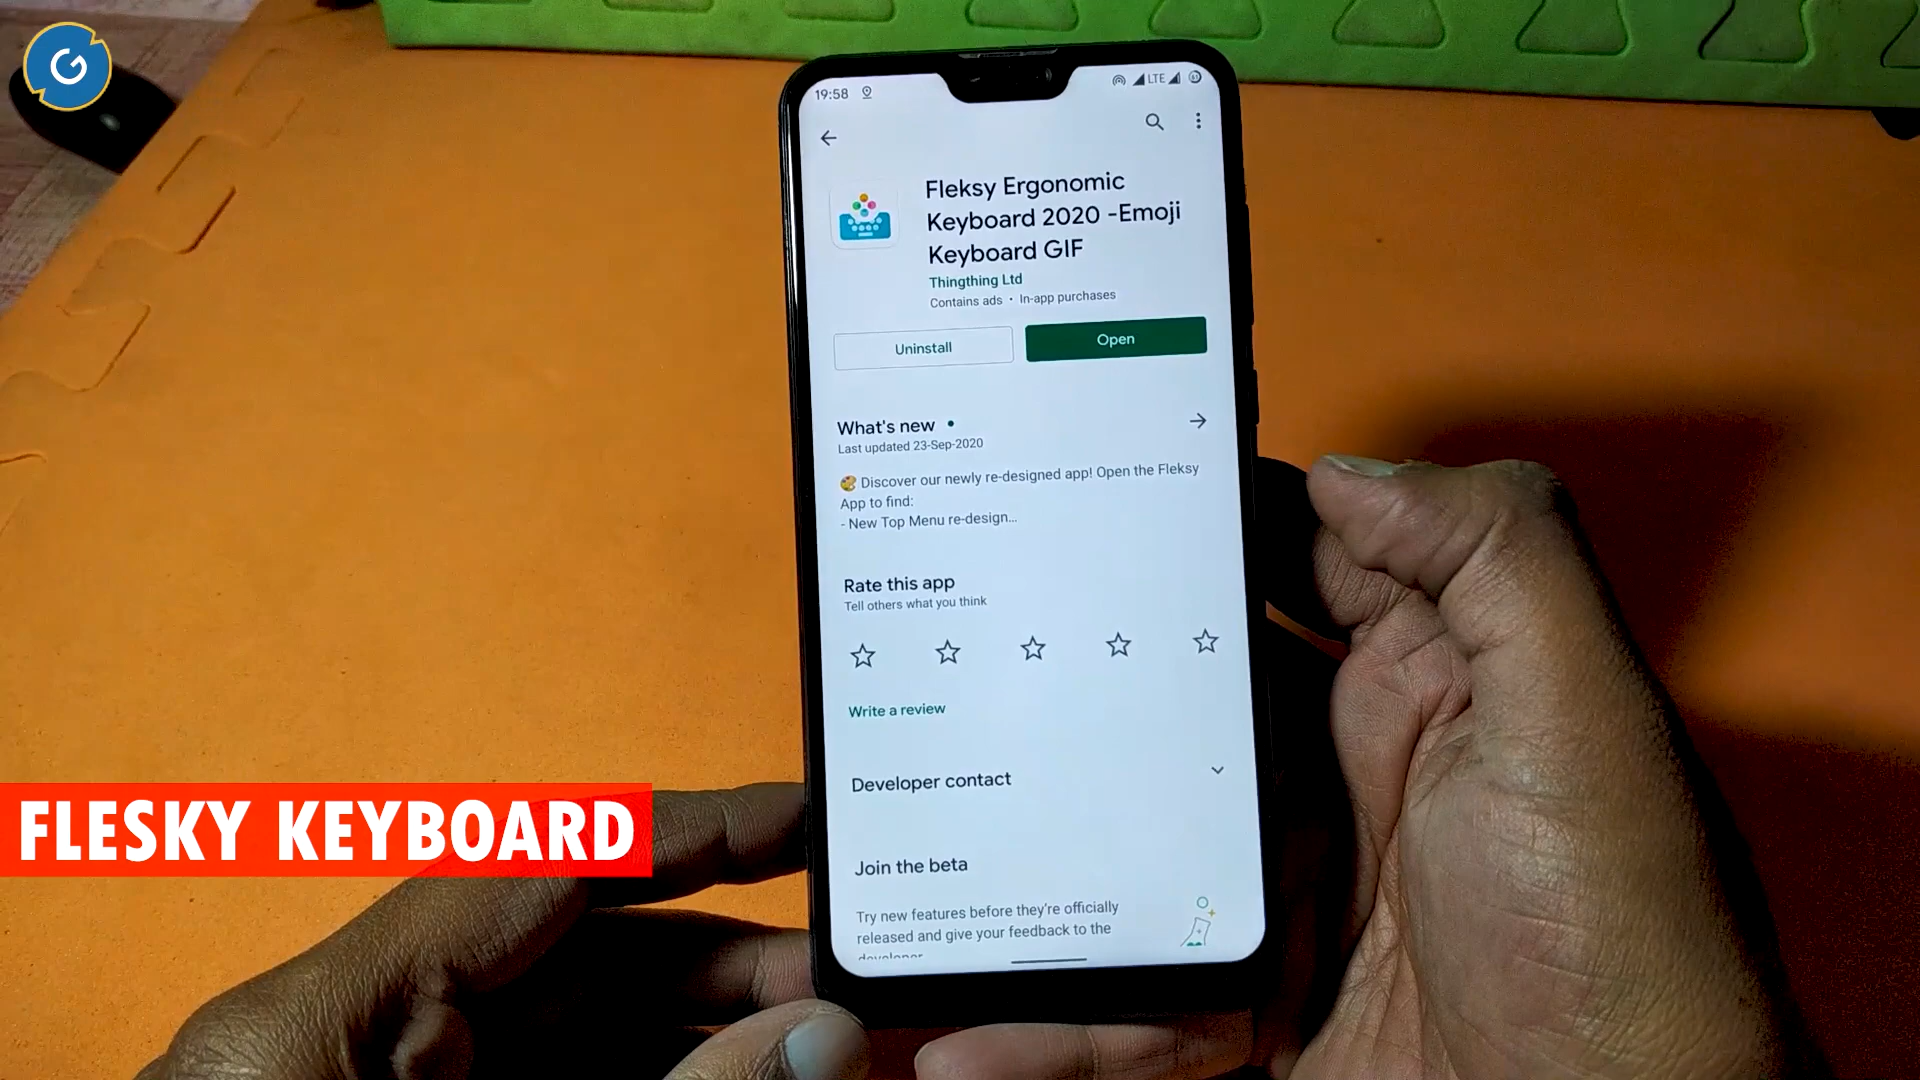 G
19:58
LTE
Fleksy Ergonomic
Keyboard 2020 -Emoji
Keyboard GIF
Thingthing Ltd
Contains ads • In-app purchases
Uninstall
Open
What's new •
Last updated 23-Sep-2020
Discover our newly re-designed app! Open the Fleksy
App to find:
- New Top Menu re-design...
Rate this app
Tell others what you think
Write a review
Developer contact
Join the beta
Try new features before they're officially
released and give your feedback to the
developer
FLESKY KEYBOARD